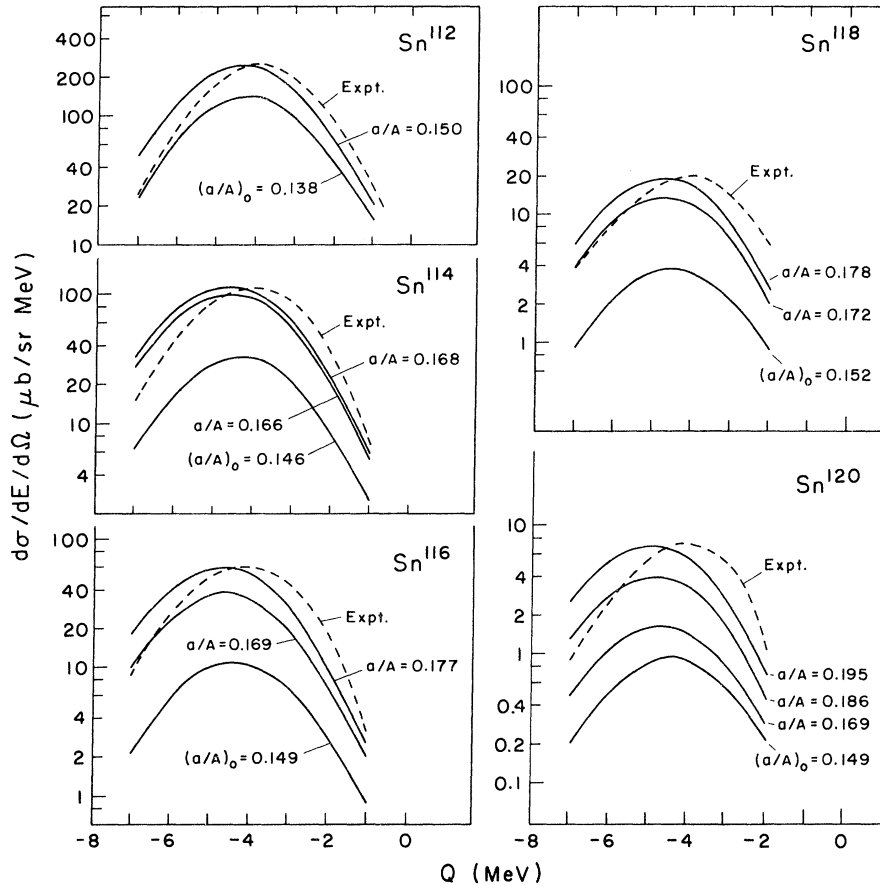 dσ/dE/dΩ (μb/sr MeV)
400
200
100
40
20
10
Sn¹¹²
Expt.
a/A = 0.150
(a/A)₀ = 0.138
100
40
20
10
4
Sn¹¹⁴
Expt.
a/A = 0.168
a/A = 0.166
(a/A)₀ = 0.146
100
40
20
10
4
2
1
Sn¹¹⁶
Expt.
a/A = 0.169
a/A = 0.177
(a/A)₀ = 0.149
-8 -6 -4 -2 0
100
40
20
10
4
2
1
Sn¹¹⁸
Expt.
a/A = 0.178
a/A = 0.172
(a/A)₀ = 0.152
10
4
1
0.4
0.2
0.1
Sn¹²⁰
Expt.
a/A = 0.195
a/A = 0.186
a/A = 0.169
(a/A)₀ = 0.149
-8 -6 -4 -2 0
Q (MeV)